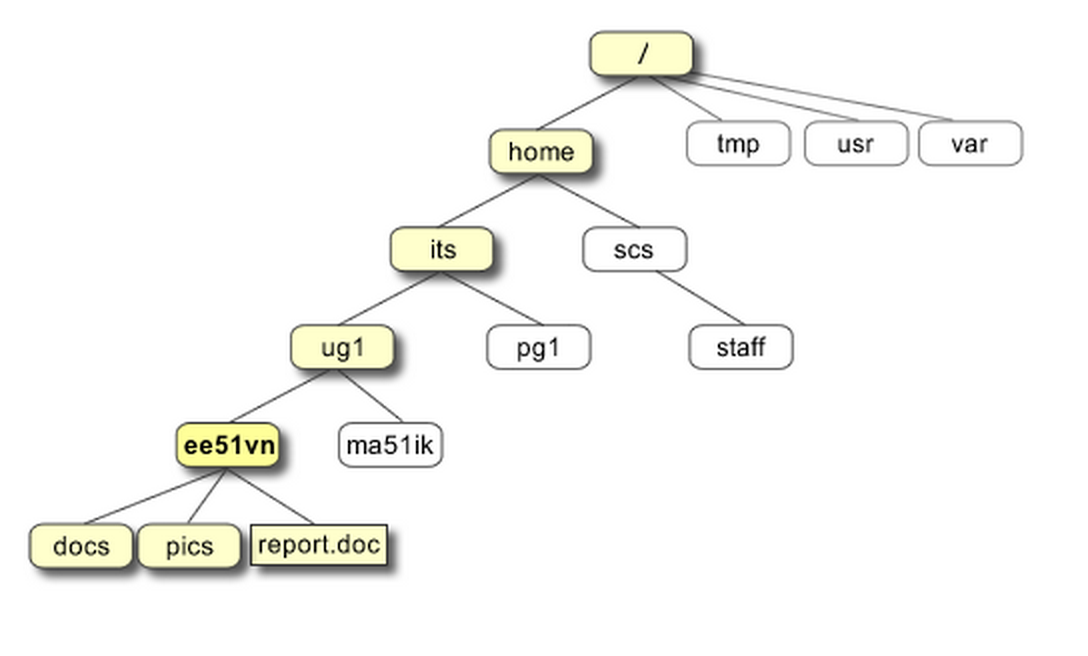 /
home
tmp
usr
var
its
scs
ug1
pg1
staff
ee51vn
ma51ik
docs
pics
report.doc